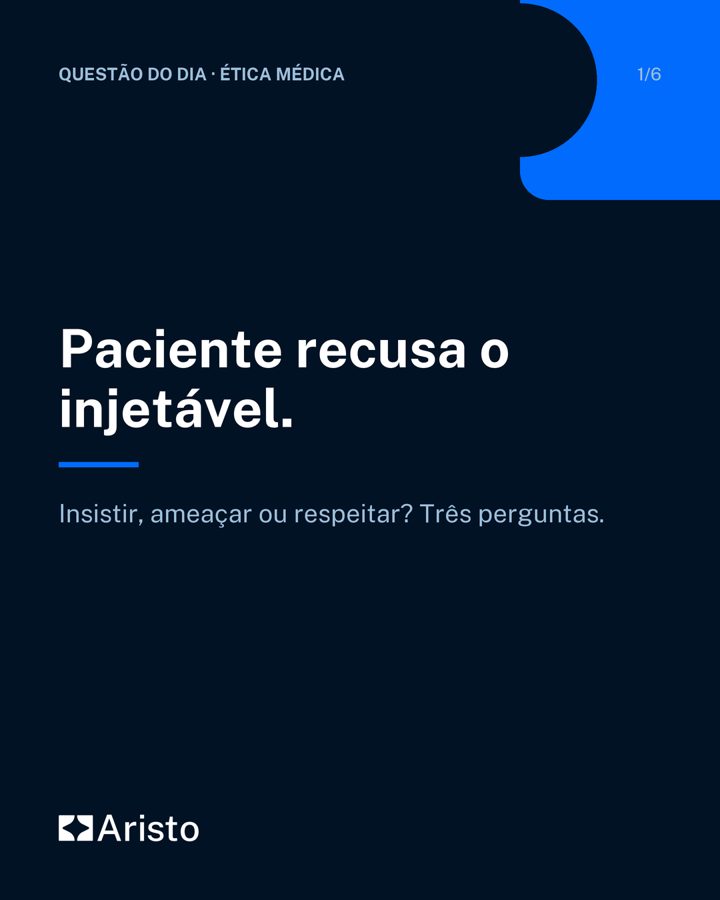 QUESTÃO DO DIA · ÉTICA MÉDICA
1/6
Paciente recusa o
injetável.
Insistir, ameaçar ou respeitar? Três perguntas.
Aristo